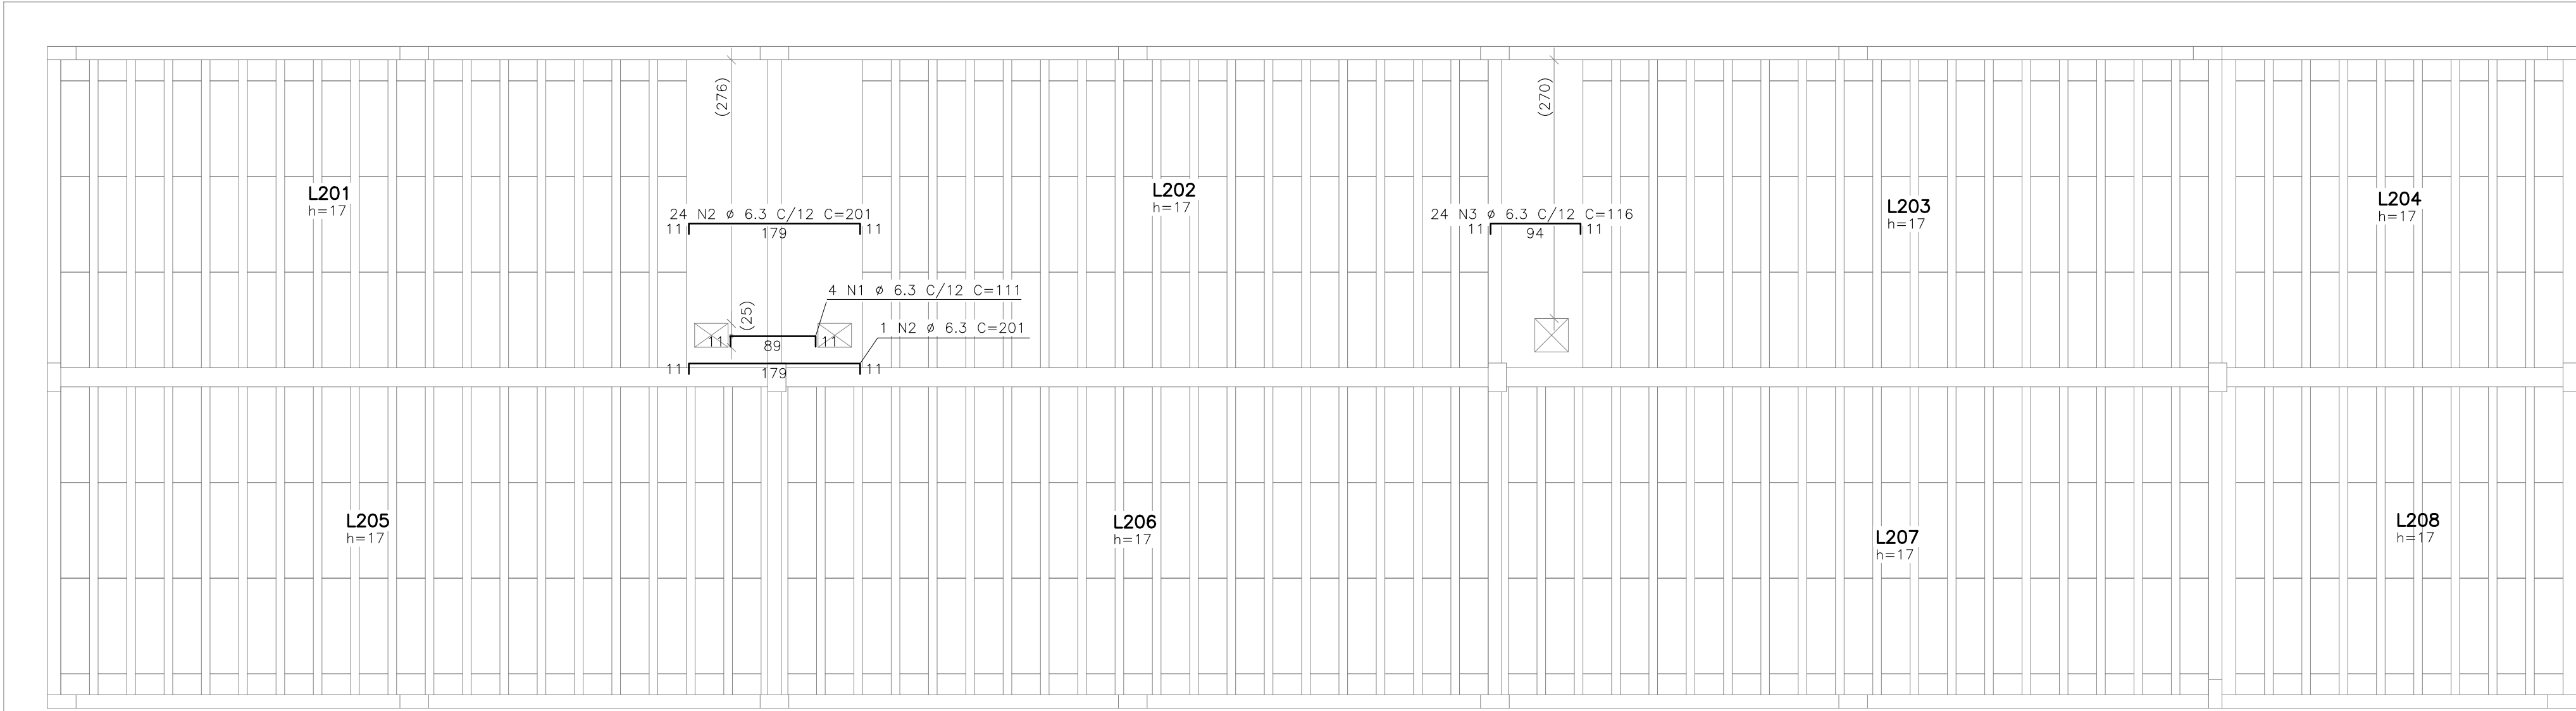 (276)
(270)
L201
h=17
L202
h=17
L203
h=17
L204
h=17
24 N2 ø 6.3 C/12 C=201
11
179
11
24 N3 ø 6.3 C/12 C=116
11
94
11
4 N1 ø 6.3 C/12 C=111
(25)
11
89
11
1 N2 ø 6.3 C=201
11
179
11
L205
h=17
L206
h=17
L207
h=17
L208
h=17